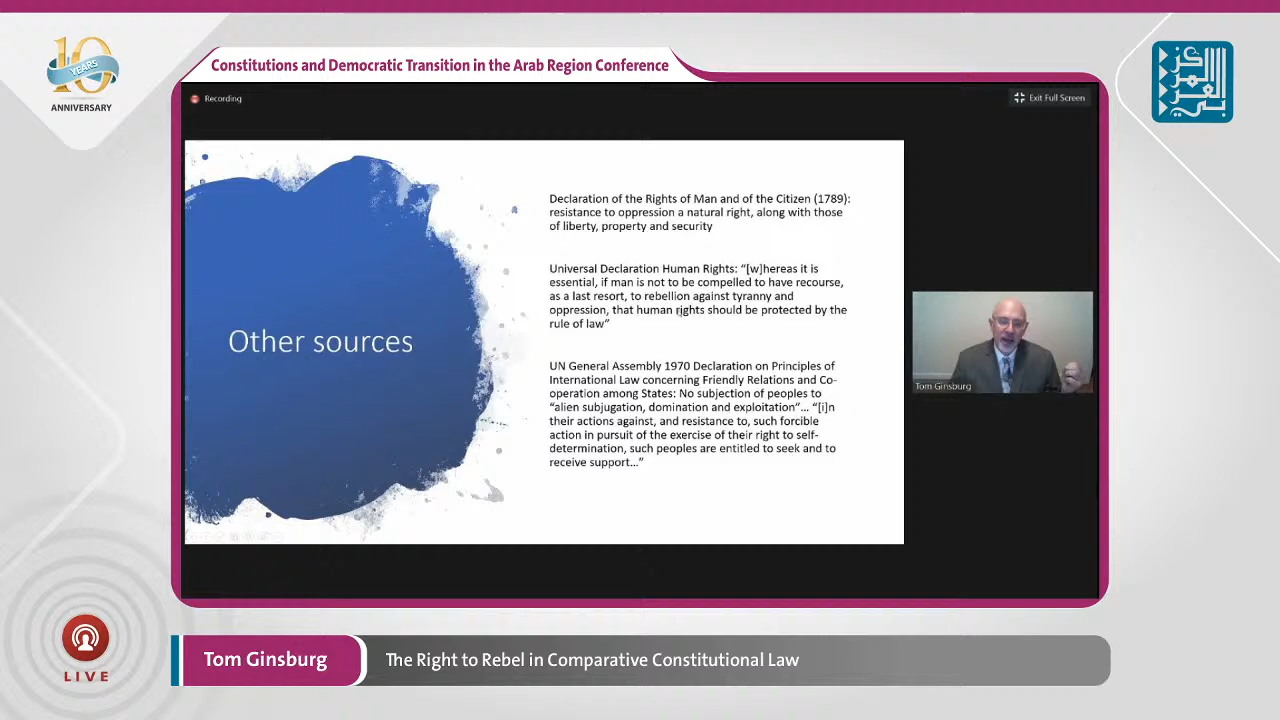 10
YEARS
ANNIVERSARY
Constitutions and Democratic Transition in the Arab Region Conference
المركز العربي
Recording
Exit Full Screen
Other sources
Declaration of the Rights of Man and of the Citizen (1789):
resistance to oppression a natural right, along with those
of liberty, property and security
Universal Declaration Human Rights: “[w]hereas it is
essential, if man is not to be compelled to have recourse,
as a last resort, to rebellion against tyranny and
oppression, that human rights should be protected by the
rule of law”
UN General Assembly 1970 Declaration on Principles of
International Law concerning Friendly Relations and Co-
operation among States: No subjection of peoples to
“alien subjugation, domination and exploitation”... “[i]n
their actions against, and resistance to, such forcible
action in pursuit of the exercise of their right to self-
determination, such peoples are entitled to seek and to
receive support...”
Tom Ginsburg
LIVE
Tom Ginsburg
The Right to Rebel in Comparative Constitutional Law